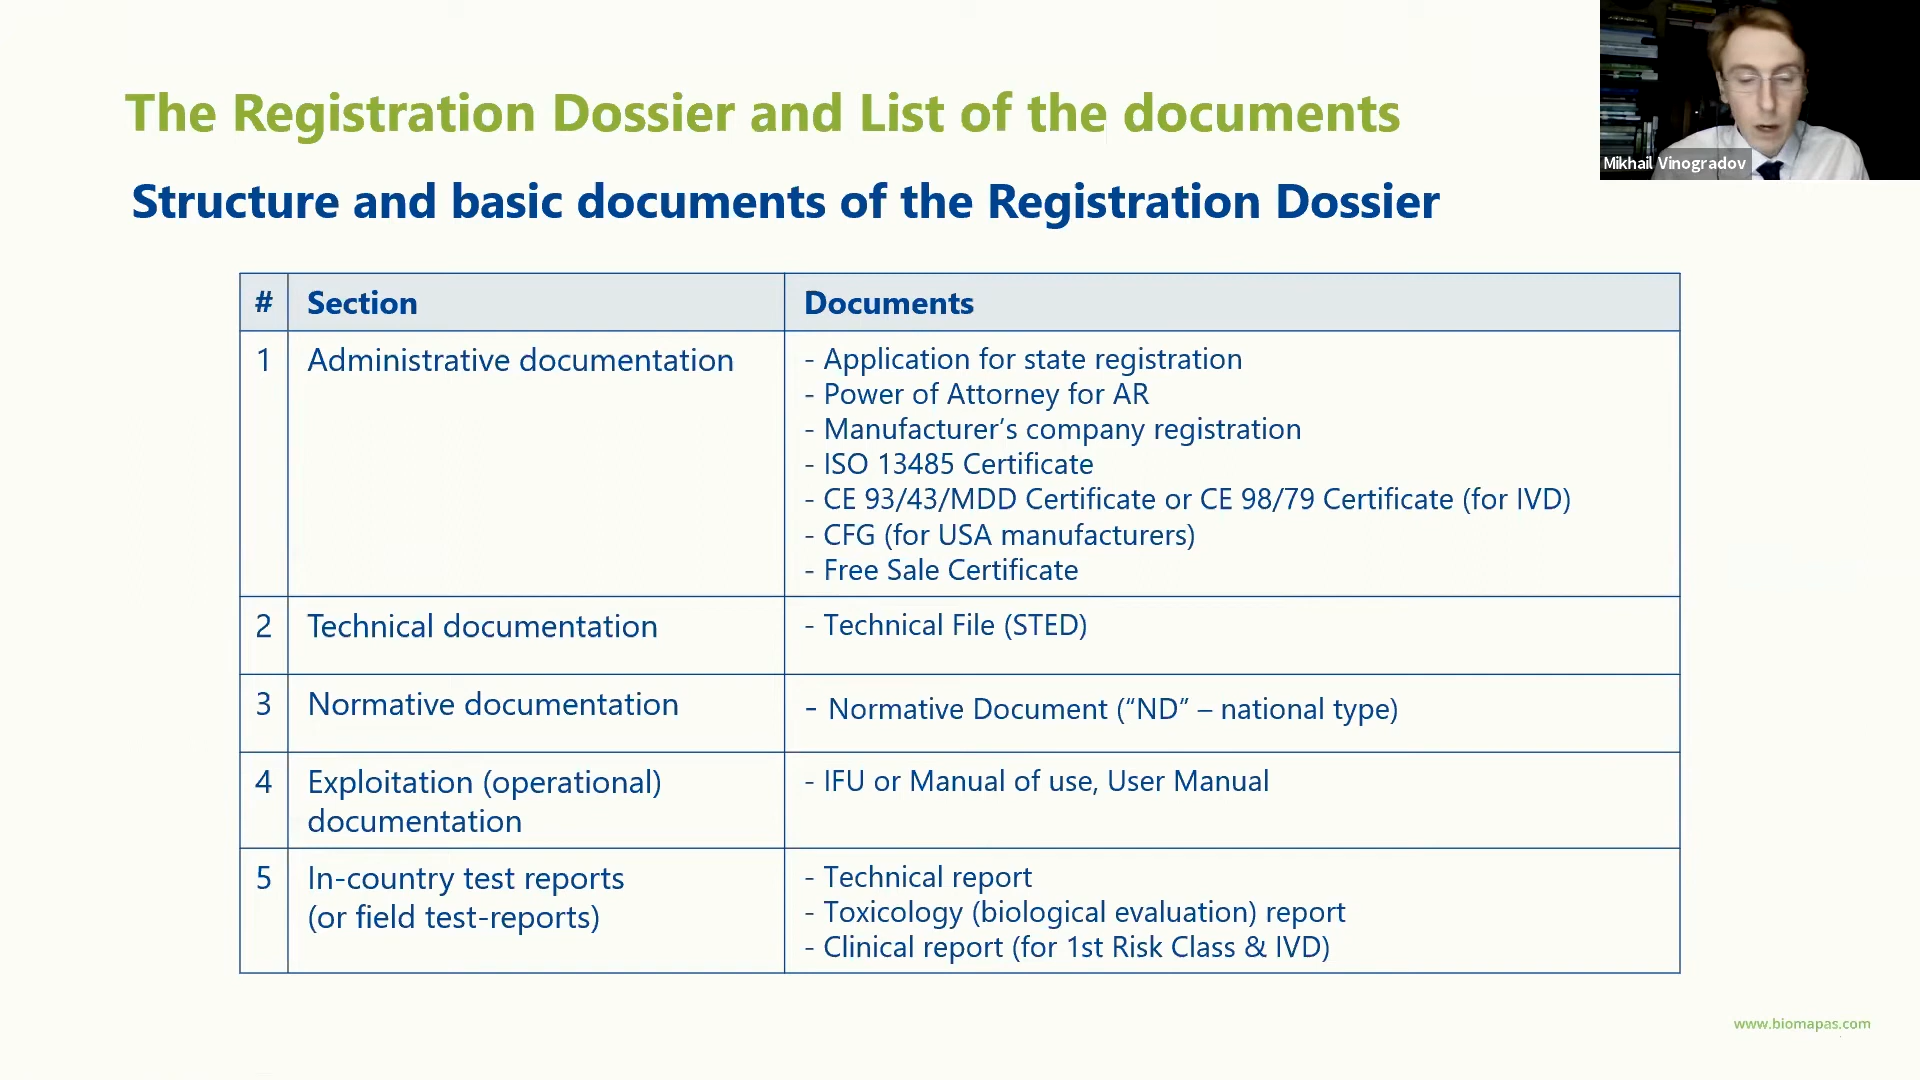 The Registration Dossier and List of the documents
Mikhail Vinogradov
Structure and basic documents of the Registration Dossier
# Section Documents
1 Administrative documentation - Application for state registration
- Power of Attorney for AR
- Manufacturer’s company registration
- ISO 13485 Certificate
- CE 93/43/MDD Certificate or CE 98/79 Certificate (for IVD)
- CFG (for USA manufacturers)
- Free Sale Certificate
2 Technical documentation - Technical File (STED)
3 Normative documentation - Normative Document (“ND” – national type)
4 Exploitation (operational) - IFU or Manual of use, User Manual
documentation
5 In-country test reports - Technical report
(or field test-reports) - Toxicology (biological evaluation) report
- Clinical report (for 1st Risk Class & IVD)
www.biomapas.com